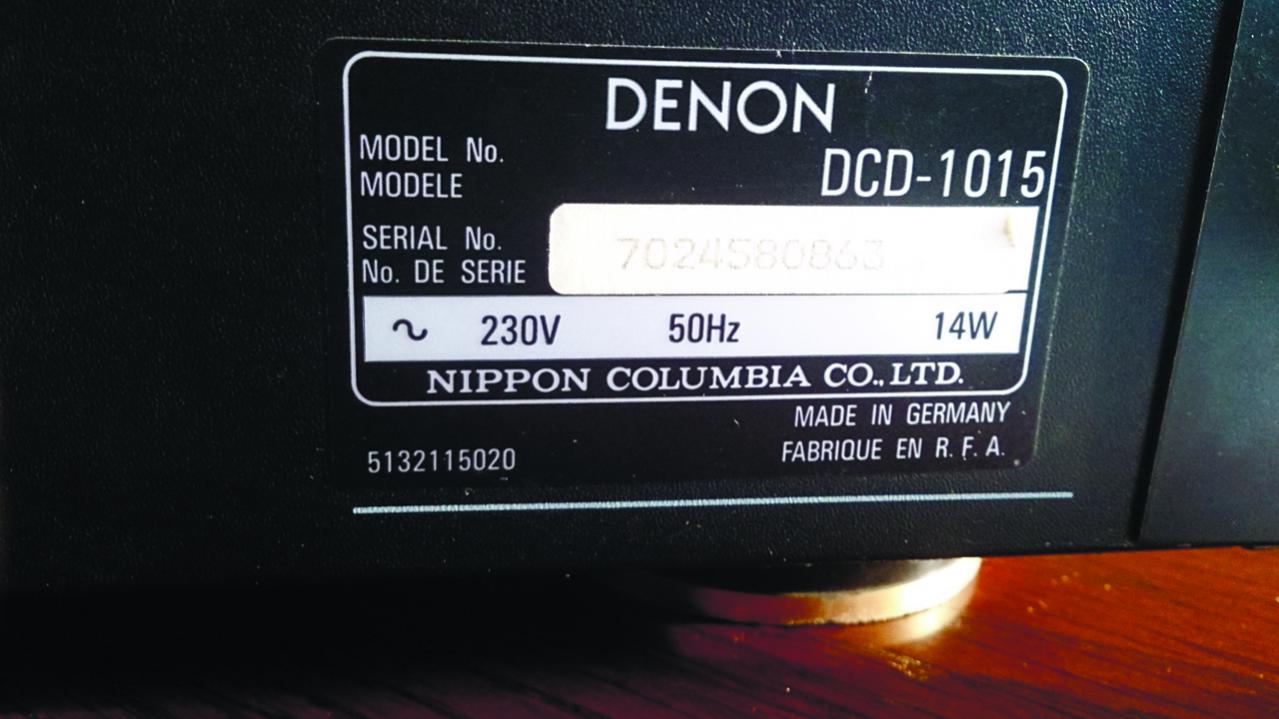 DENON
MODEL No.
MODELE
DCD-1015
SERIAL No.
No. DE SERIE
7024580863
~ 230V 50Hz 14W
NIPPON COLUMBIA CO., LTD.
MADE IN GERMANY
5132115020
FABRIQUE EN R. F. A.